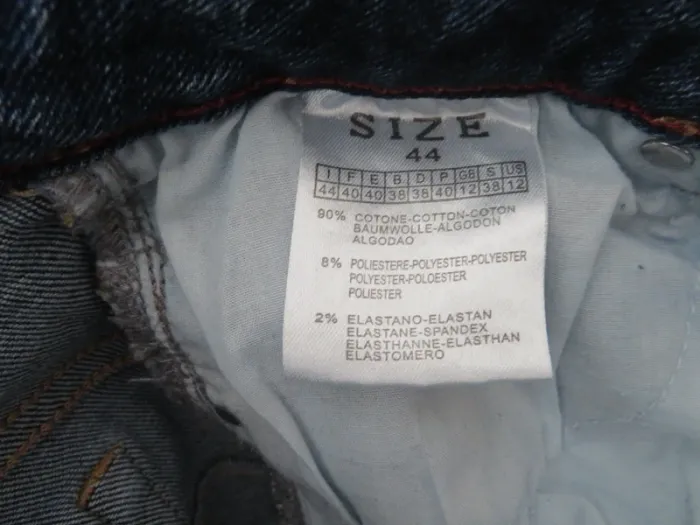 SIZE
44
I F E B D P GB S US
44 40 40 38 38 40 12 38 12
90% COTONE-COTTON-COTON
BAUMWOLLE-ALGODON
ALGODAO
8% POLIESTERE-POLYESTER-POLYESTER
POLYESTER-POLOESTER
POLIESTER
2% ELASTANO-ELASTAN
ELASTANE-SPANDEX
ELASTHANNE-ELASTHAN
ELASTOMERO